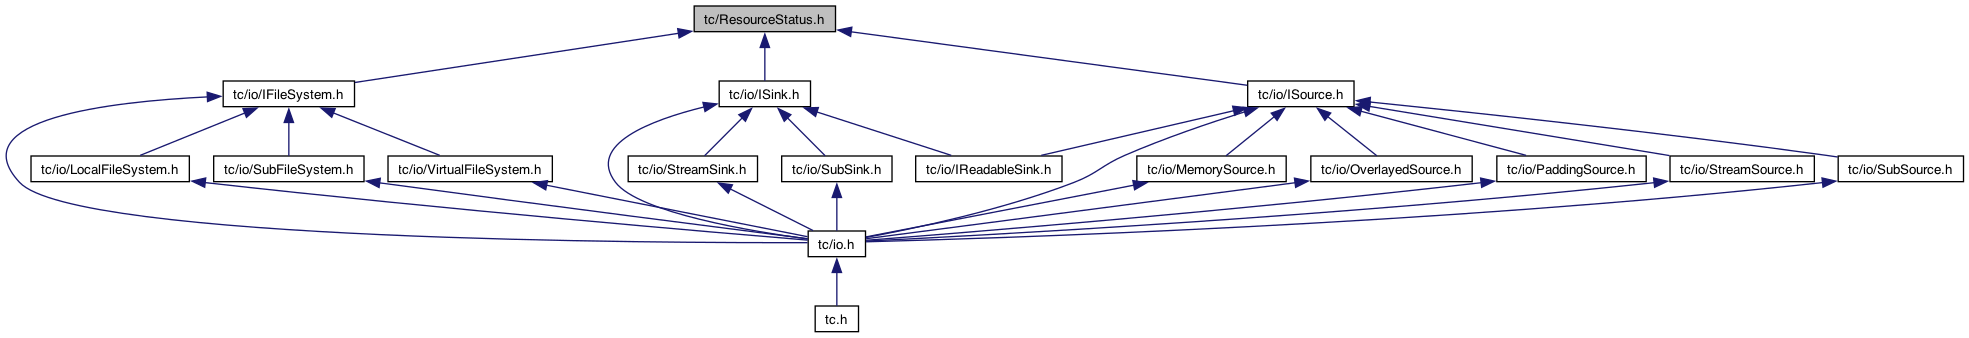 tc/ResourceStatus.h
tc/io/IFileSystem.h
tc/io/ISink.h
tc/io/ISource.h
tc/io/LocalFileSystem.h
tc/io/SubFileSystem.h
tc/io/VirtualFileSystem.h
tc/io/StreamSink.h
tc/io/SubSink.h
tc/io/IReadableSink.h
tc/io/MemorySource.h
tc/io/OverlayedSource.h
tc/io/PaddingSource.h
tc/io/StreamSource.h
tc/io/SubSource.h
tc/io.h
tc.h